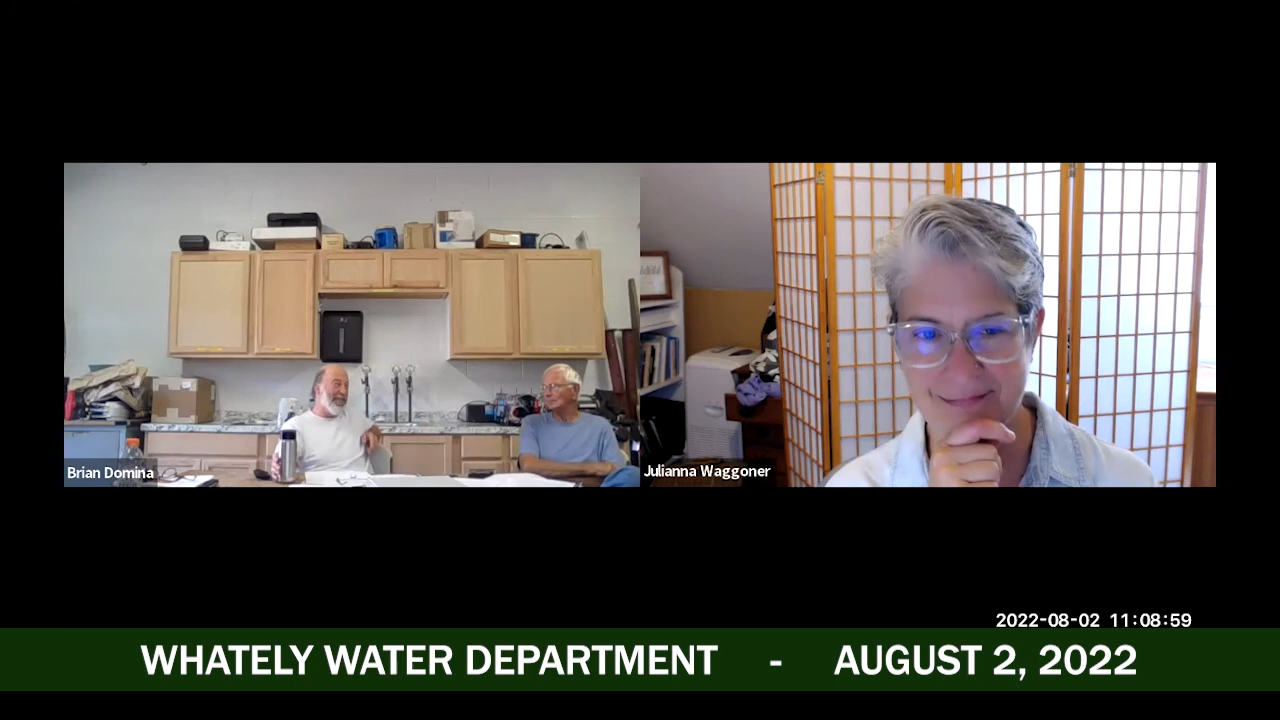 Brian Domina
Julianna Waggoner
2022-08-02 11:08:59
WHATELY WATER DEPARTMENT - AUGUST 2, 2022